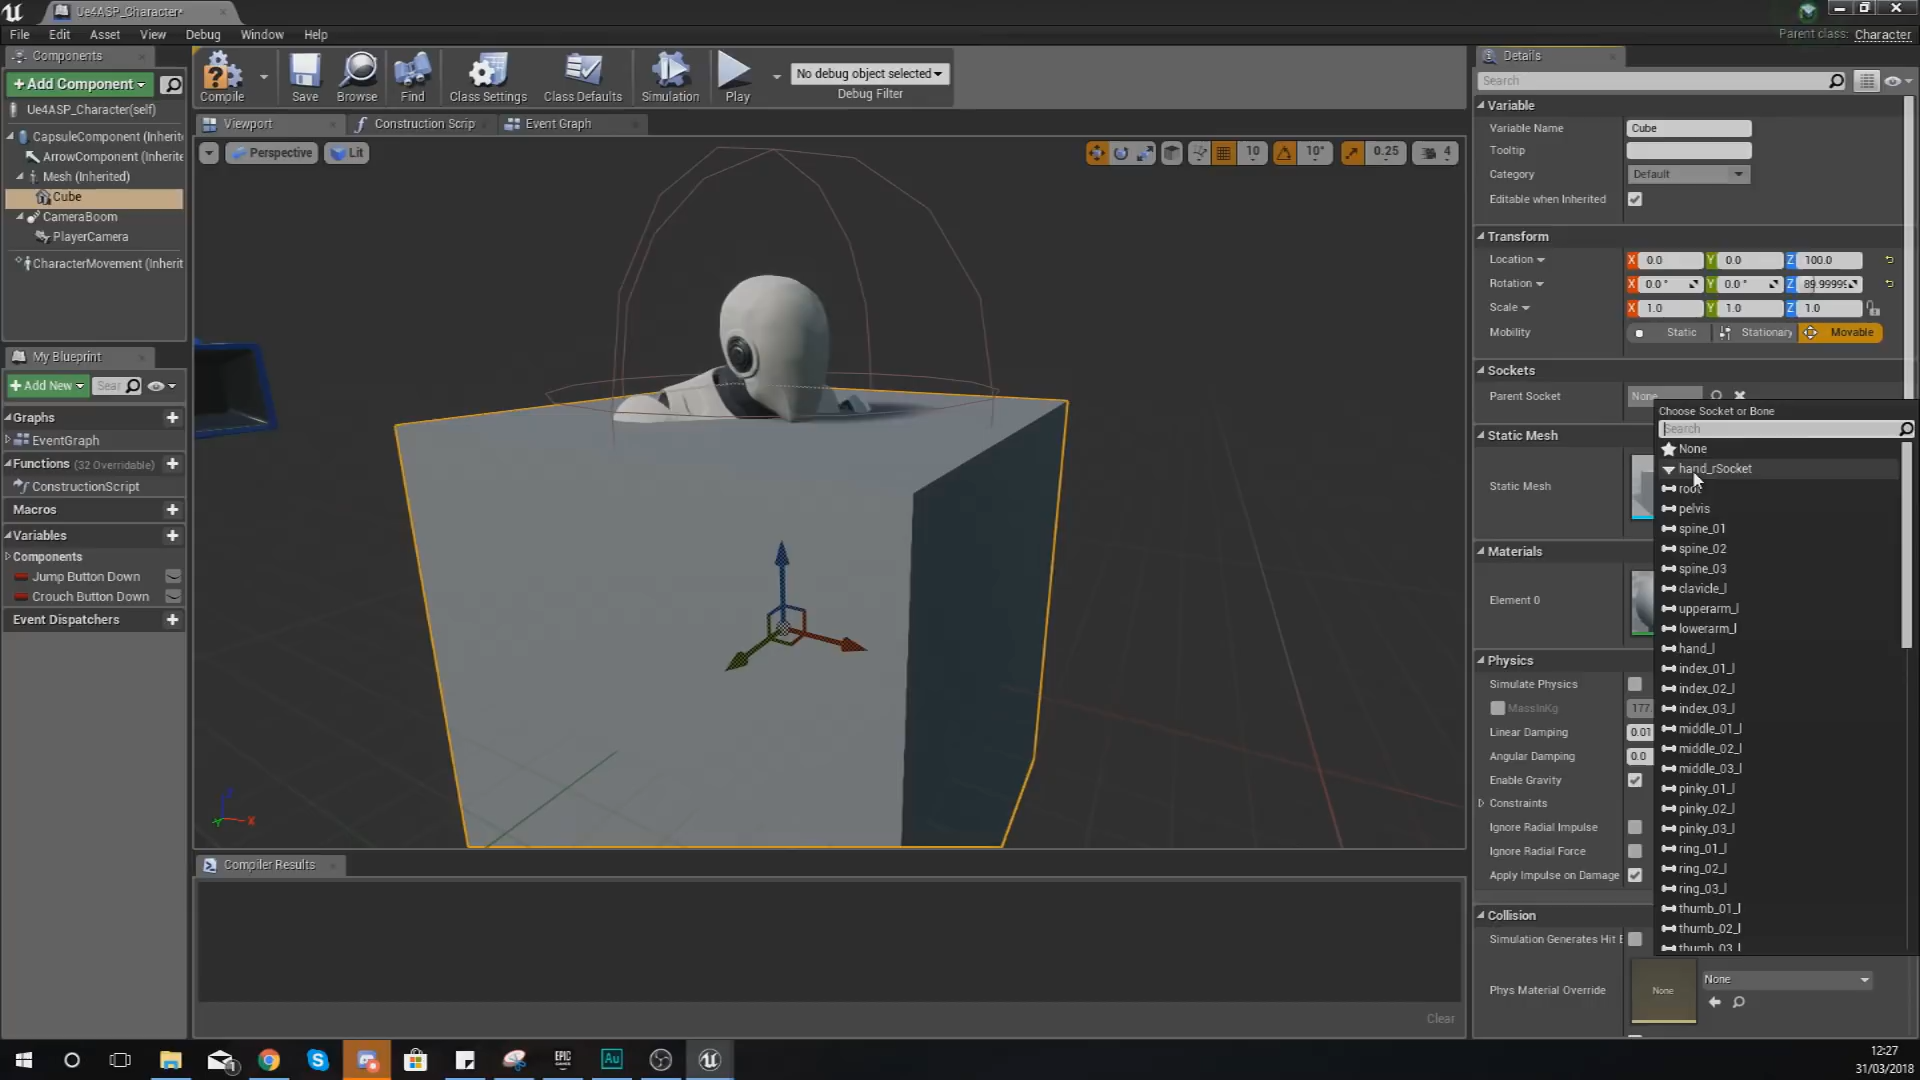 Ue4ASP_Character*
File Edit Asset View Debug Window Help
Parent class: Character
Components
+Add Component
Ue4ASP_Character(self)
CapsuleComponent (Inherite
ArrowComponent (Inherite
Mesh (Inherited)
Cube
CameraBoom
PlayerCamera
CharacterMovement (Inherit
Compile
Save
Browse
Find
Class Settings
Class Defaults
Simulation
Play
No debug object selected
Debug Filter
Viewport
Construction Scrip
Event Graph
Perspective
Lit
10
10°
0.25
4
My Blueprint
+Add New
Sear
Graphs
EventGraph
Functions (32 Overridable)
ConstructionScript
Macros
Variables
Components
Jump Button Down
Crouch Button Down
Event Dispatchers
Compiler Results
Clear
Details
Search
Variable
Variable Name Cube
Tooltip
Category Default
Editable when Inherited
Transform
Location X 0.0 Y 0.0 Z 100.0
Rotation X 0.0 ° Y 0.0 ° Z 89.99999
Scale X 1.0 Y 1.0 Z 1.0
Mobility Static Stationary Movable
Sockets
Parent Socket None
Choose Socket or Bone
Search
None
hand_rSocket
root
pelvis
spine_01
spine_02
spine_03
clavicle_l
upperarm_l
lowerarm_l
hand_l
index_01_l
index_02_l
index_03_l
middle_01_l
middle_02_l
middle_03_l
pinky_01_l
pinky_02_l
pinky_03_l
ring_01_l
ring_02_l
ring_03_l
thumb_01_l
thumb_02_l
thumb_03_l
Static Mesh
Static Mesh
Materials
Element 0
Physics
Simulate Physics
MassInKg 177.
Linear Damping 0.01
Angular Damping 0.0
Enable Gravity
Constraints
Ignore Radial Impulse
Ignore Radial Force
Apply Impulse on Damage
Collision
Simulation Generates Hit E
Phys Material Override
None
None
Au
EPIC
12:27
31/03/2018